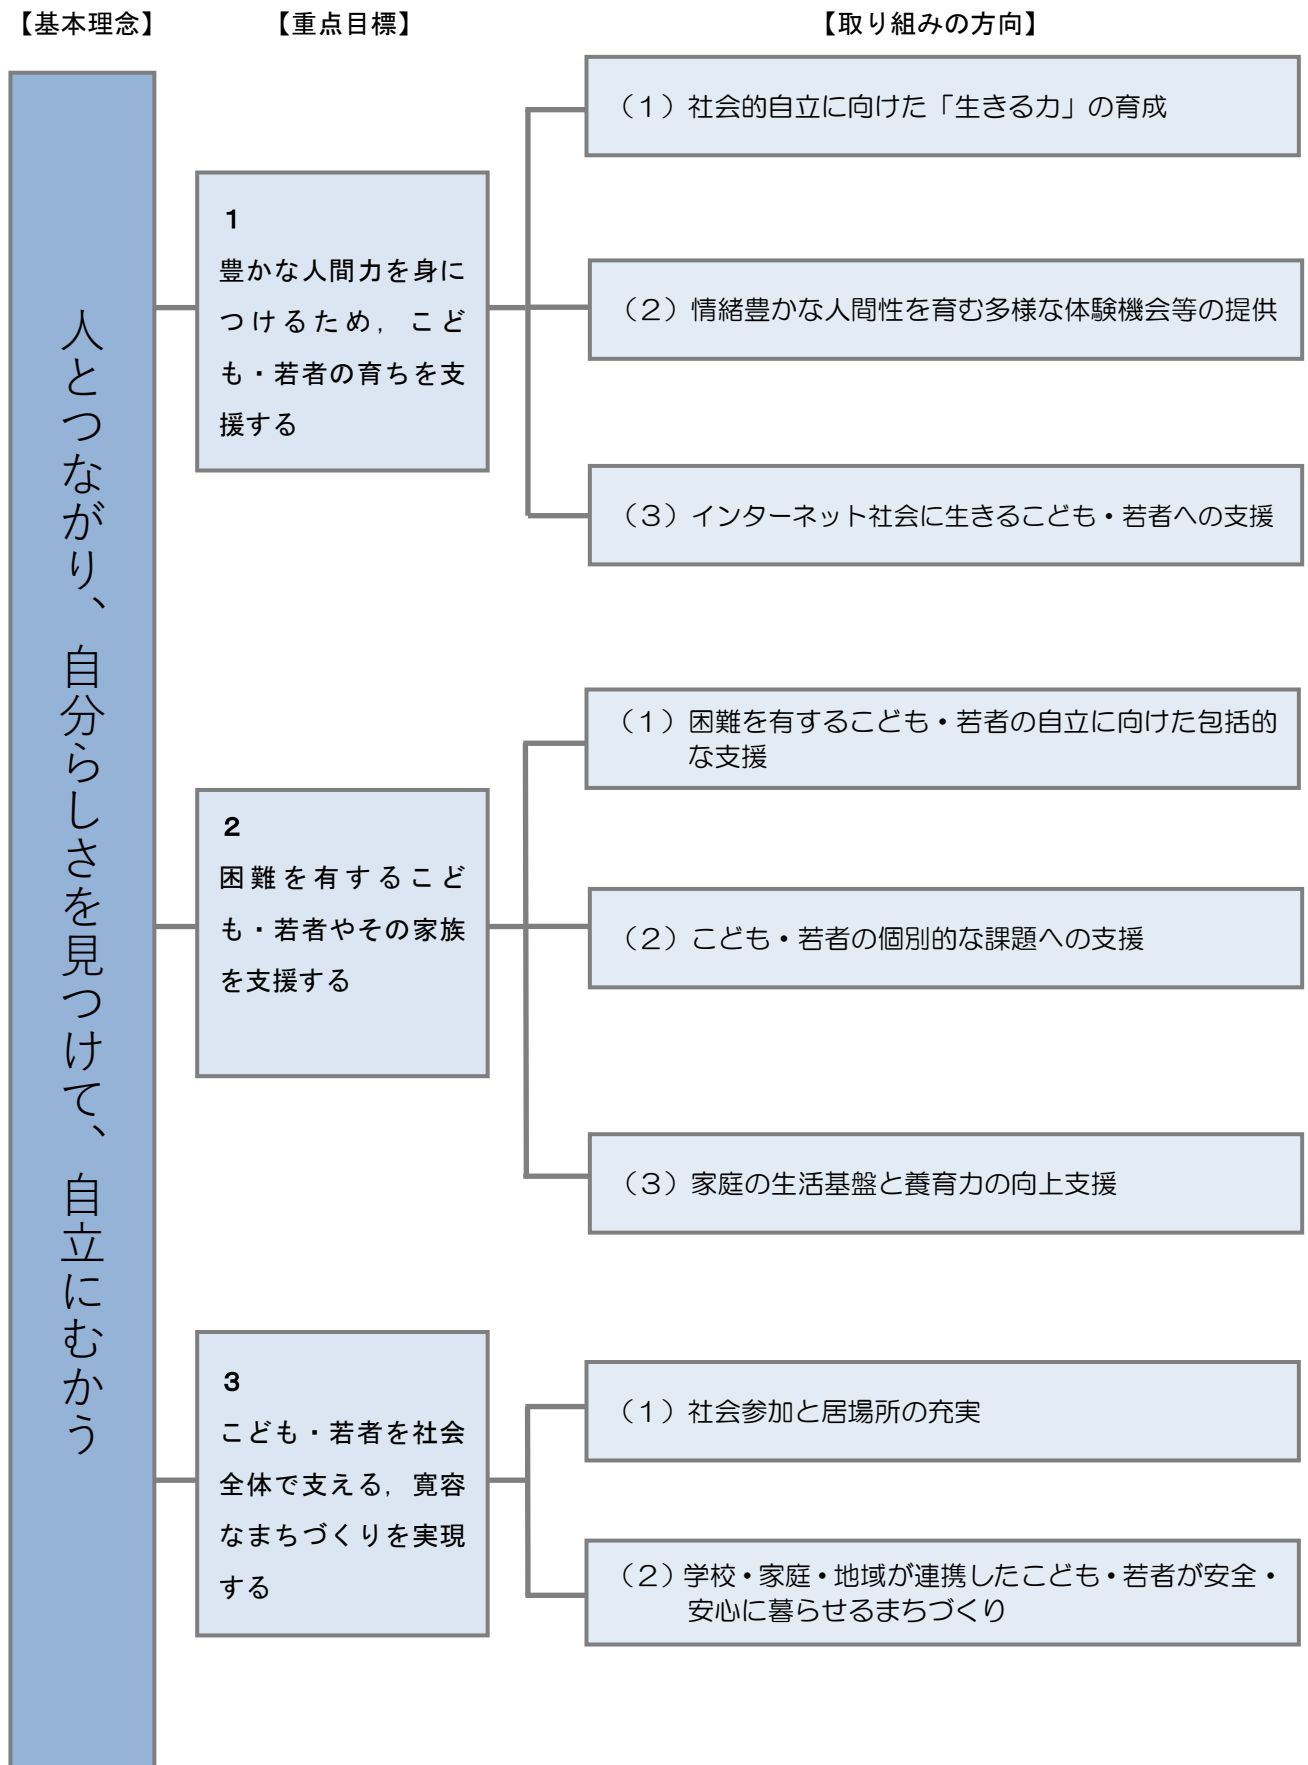 【基本理念】
【重点目標】
【取り組みの方向】
人とつながり、自分らしさを見つけて、自立にむかう
1
豊かな人間力を身に
つけるため，こど
も・若者の育ちを支
援する
（１）社会的自立に向けた「生きる力」の育成
（２）情緒豊かな人間性を育む多様な体験機会等の提供
（３）インターネット社会に生きるこども・若者への支援
2
困難を有するこど
も・若者やその家族
を支援する
（１）困難を有するこども・若者の自立に向けた包括的
な支援
（２）こども・若者の個別的な課題への支援
（３）家庭の生活基盤と養育力の向上支援
3
こども・若者を社会
全体で支える，寛容
なまちづくりを実現
する
（１）社会参加と居場所の充実
（２）学校・家庭・地域が連携したこども・若者が安全・
安心に暮らせるまちづくり